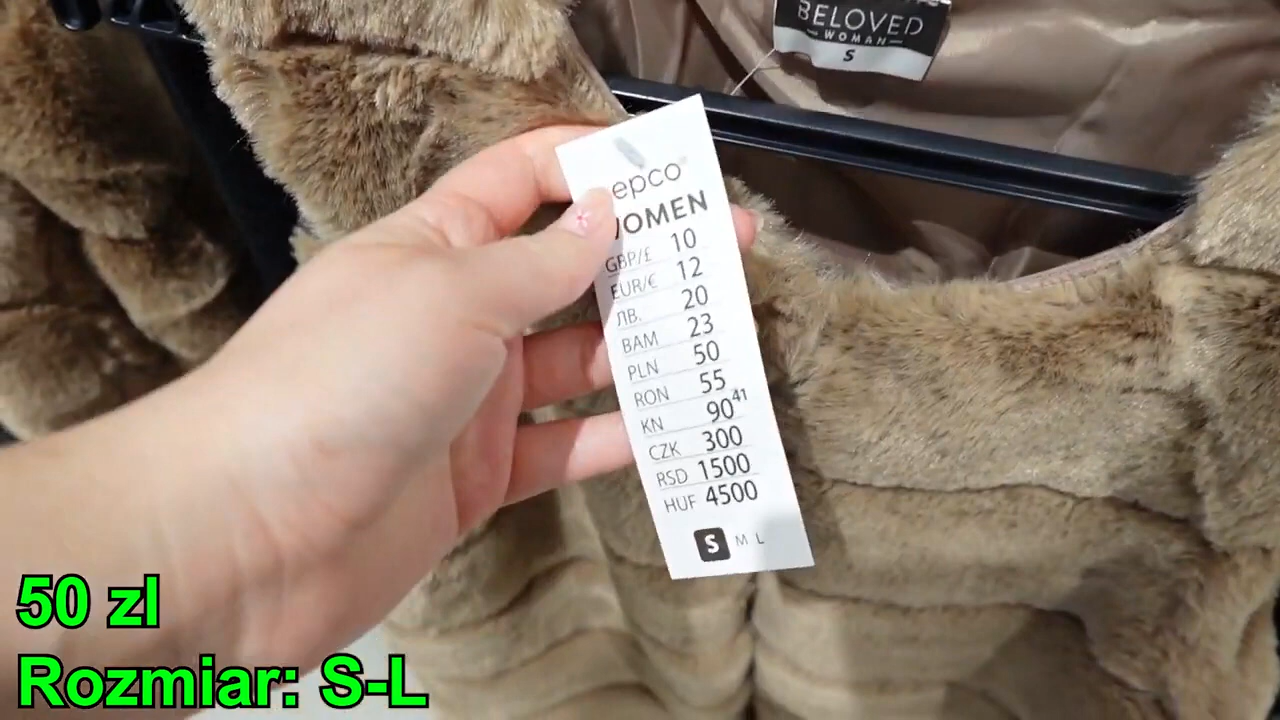 BELOVED
WOMAN
S
epco
WOMEN
GBP/£ 10
EUR/€ 12
ЛВ. 20
BAM 23
PLN 50
RON 55
KN 90⁴¹
CZK 300
RSD 1500
HUF 4500
S M L
50 zl
Rozmiar: S-L